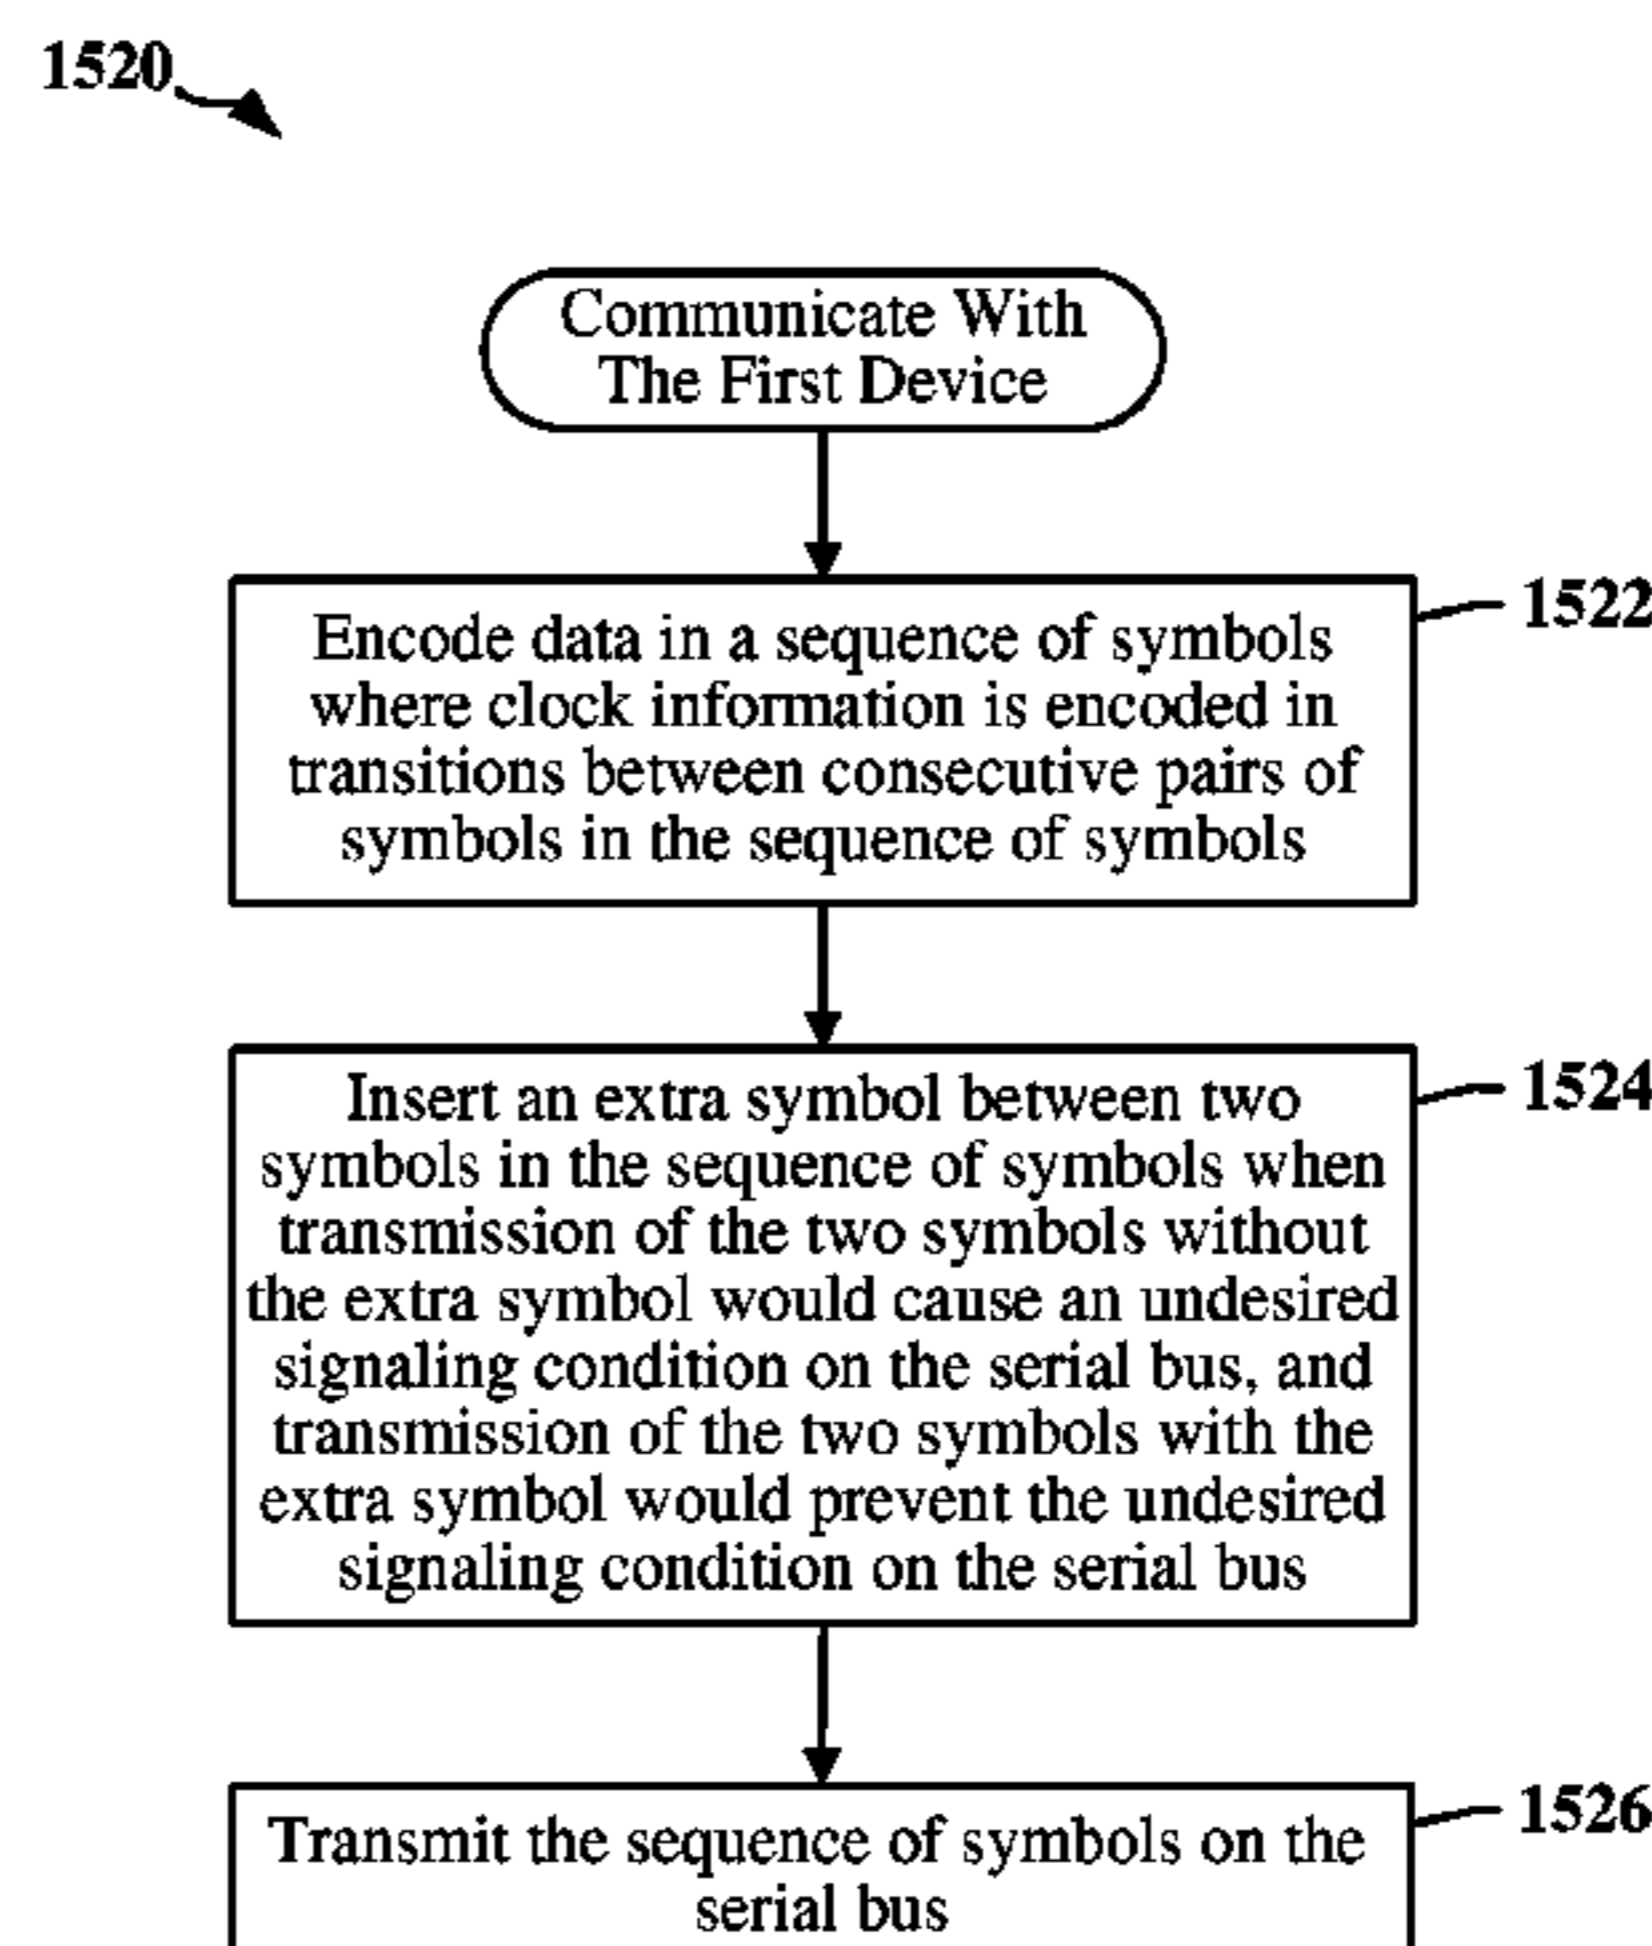 1520
Communicate With
The First Device
1522
Encode data in a sequence of symbols
where clock information is encoded in
transitions between consecutive pairs of
symbols in the sequence of symbols
1524
Insert an extra symbol between two
symbols in the sequence of symbols when
transmission of the two symbols without
the extra symbol would cause an undesired
signaling condition on the serial bus, and
transmission of the two symbols with the
extra symbol would prevent the undesired
signaling condition on the serial bus
1526
Transmit the sequence of symbols on the
serial bus